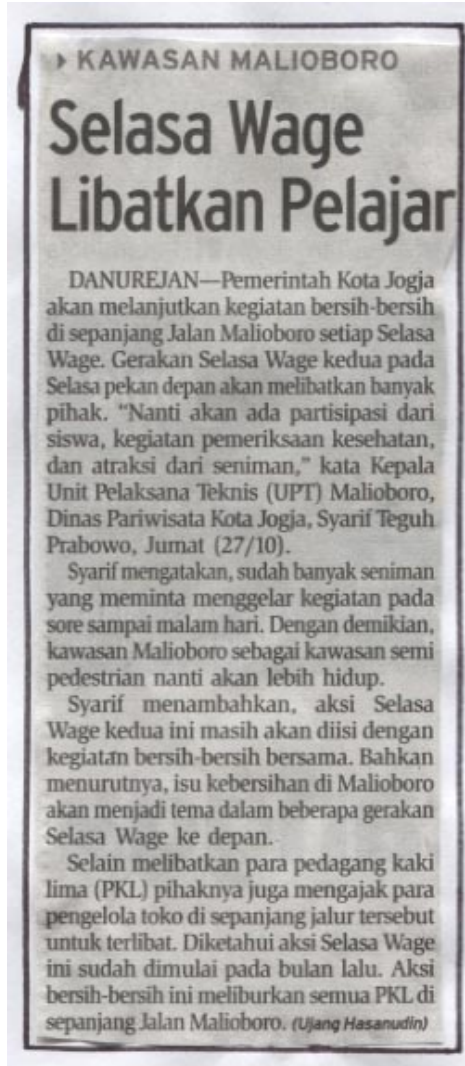 KAWASAN MALIOBORO
Selasa Wage
Libatkan Pelajar
DANUREJAN—Pemerintah Kota Jogja
akan melanjutkan kegiatan bersih-bersih
di sepanjang Jalan Malioboro setiap Selasa
Wage. Gerakan Selasa Wage kedua pada
Selasa pekan depan akan melibatkan banyak
pihak. “Nanti akan ada partisipasi dari
siswa, kegiatan pemeriksaan kesehatan,
dan atraksi dari seniman,” kata Kepala
Unit Pelaksana Teknis (UPT) Malioboro,
Dinas Pariwisata Kota Jogja, Syarif Teguh
Prabowo, Jumat (27/10).
Syarif mengatakan, sudah banyak seniman
yang meminta menggelar kegiatan pada
sore sampai malam hari. Dengan demikian,
kawasan Malioboro sebagai kawasan semi
pedestrian nanti akan lebih hidup.
Syarif menambahkan, aksi Selasa
Wage kedua ini masih akan diisi dengan
kegiatan bersih-bersih bersama. Bahkan
menurutnya, isu kebersihan di Malioboro
akan menjadi tema dalam beberapa gerakan
Selasa Wage ke depan.
Selain melibatkan para pedagang kaki
lima (PKL) pihaknya juga mengajak para
pengelola toko di sepanjang jalur tersebut
untuk terlibat. Diketahui aksi Selasa Wage
ini sudah dimulai pada bulan lalu. Aksi
bersih-bersih ini meliburkan semua PKL di
sepanjang Jalan Malioboro. (Ujang Hasanudin)